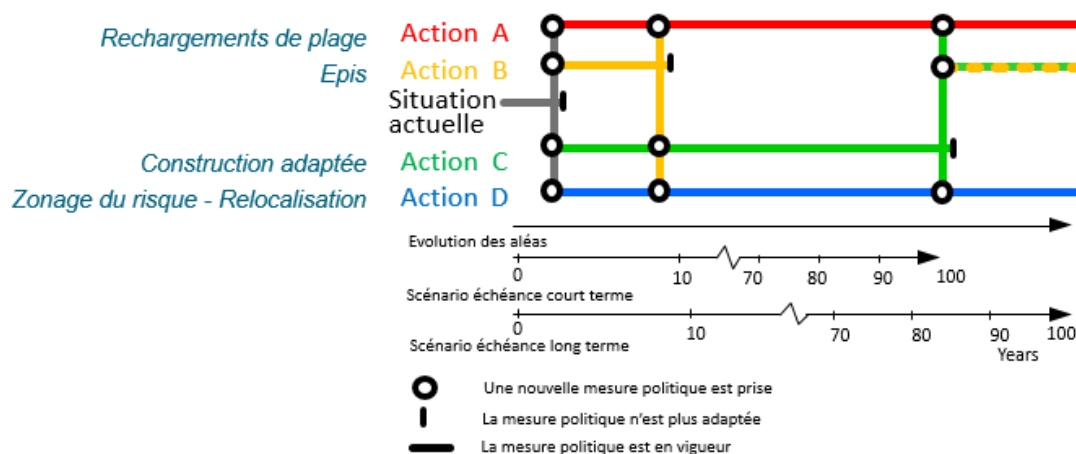 Rechargements de plage Action A
Epis Action B
Situation
actuelle
Construction adaptée Action C
Zonage du risque - Relocalisation Action D
Evolution des aléas
0 10 70 80 90 100
Scénario échéance court terme
0 10 70 80 90 100
Scénario échéance long terme Years
Une nouvelle mesure politique est prise
La mesure politique n'est plus adaptée
La mesure politique est en vigueur